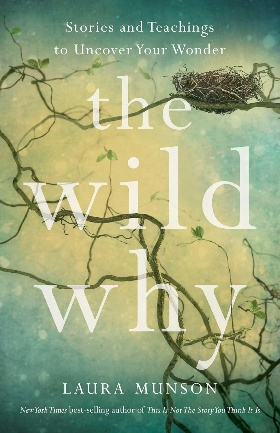 Stories and Teachings
to Uncover Your Wonder
the
wild
why
LAURA MUNSON
New York Times best-selling author of This Is Not The Story You Think It Is